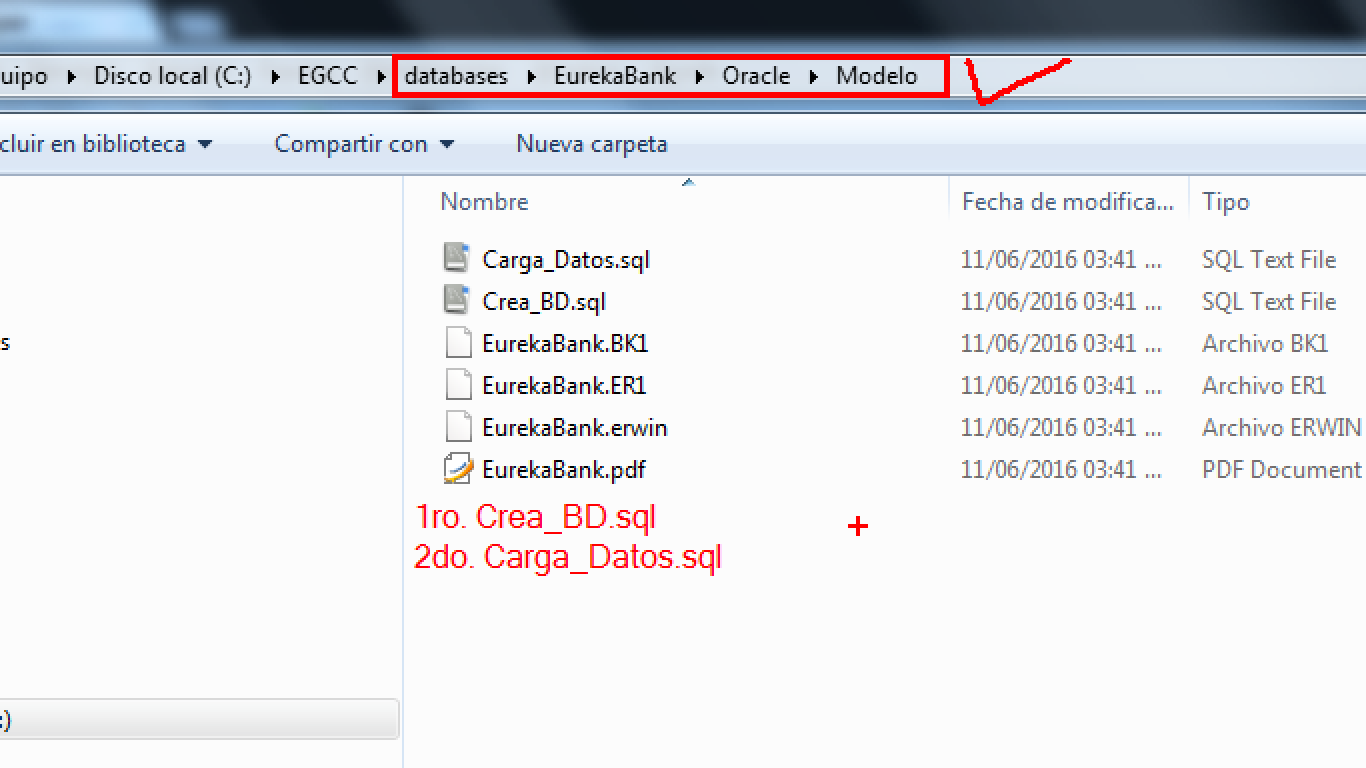 uipo Disco local (C:) EGCC databases EurekaBank Oracle Modelo
cluir en biblioteca Compartir con Nueva carpeta
Nombre Fecha de modifica... Tipo
Carga_Datos.sql 11/06/2016 03:41 ... SQL Text File
Crea_BD.sql 11/06/2016 03:41 ... SQL Text File
EurekaBank.BK1 11/06/2016 03:41 ... Archivo BK1
s
EurekaBank.ER1 11/06/2016 03:41 ... Archivo ER1
EurekaBank.erwin 11/06/2016 03:41 ... Archivo ERWIN
EurekaBank.pdf 11/06/2016 03:41 ... PDF Document
1ro. Crea_BD.sql
2do. Carga_Datos.sql
:)